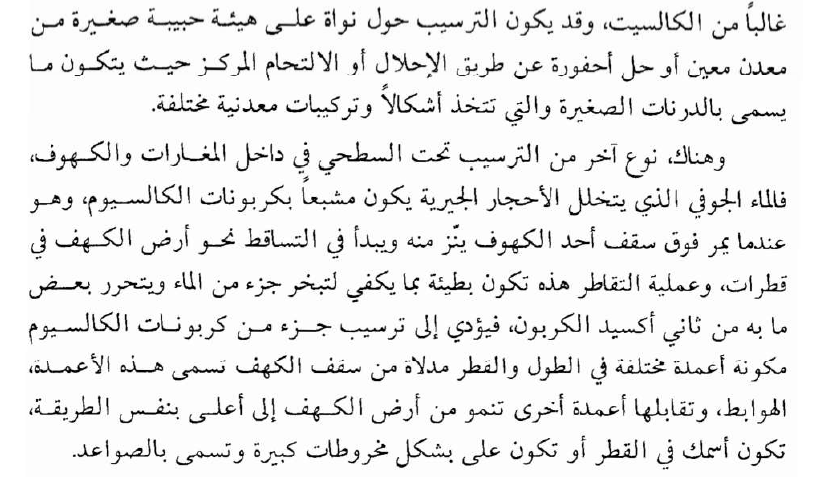 غالباً من الكالسيت، وقد يكون الترسيب حول نواة على هيئة حبيبة صغيرة من
معدن معين أو حل أحفورة عن طريق الإحلال أو الالتحام المركز حيث يتكون ما
يسمى بالدرنات الصغيرة والتي تتخذ أشكالاً وتركيبات معدنية مختلفة.
وهناك، نوع آخر من الترسيب تحت السطحي في داخل المغارات والكهوف،
فالماء الجوفي الذي يتخلل الأحجار الجيرية يكون مشبعاً بكربونات الكالسيوم، وهو
عندما يمر فوق سقف أحد الكهوف ينّز منه ويبدأ في التساقط نحو أرض الكهف في
قطرات، وعملية التقاطر هذه تكون بطيئة بما يكفي لتبخر جزء من الماء ويتحرر بعض
ما به من ثاني أكسيد الكربون، فيؤدي إلى ترسيب جزء من كربونات الكالسيوم
مكونة أعمدة مختلفة في الطول والقطر مدلاة من سقف الكهف تسمى هذه الأعمدة،
الهوابط، وتقابلها أعمدة أخرى تنمو من أرض الكهف إلى أعلى بنفس الطريقة،
تكون أسمك في القطر أو تكون على بشكل مخروطات كبيرة وتسمى بالصواعد.